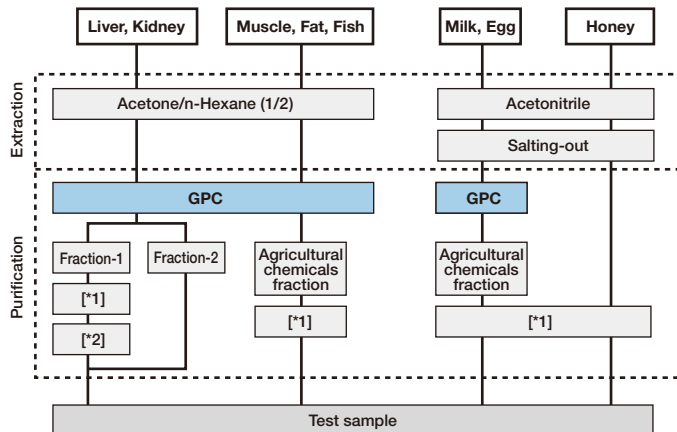 Liver, Kidney
Muscle, Fat, Fish
Milk, Egg
Honey
Extraction
Acetone/n-Hexane (1/2)
Acetonitrile
Salting-out
Purification
GPC
GPC
Fraction-1
Fraction-2
Agricultural
chemicals
fraction
Agricultural
chemicals
fraction
[*1]
[*1]
[*1]
[*2]
Test sample